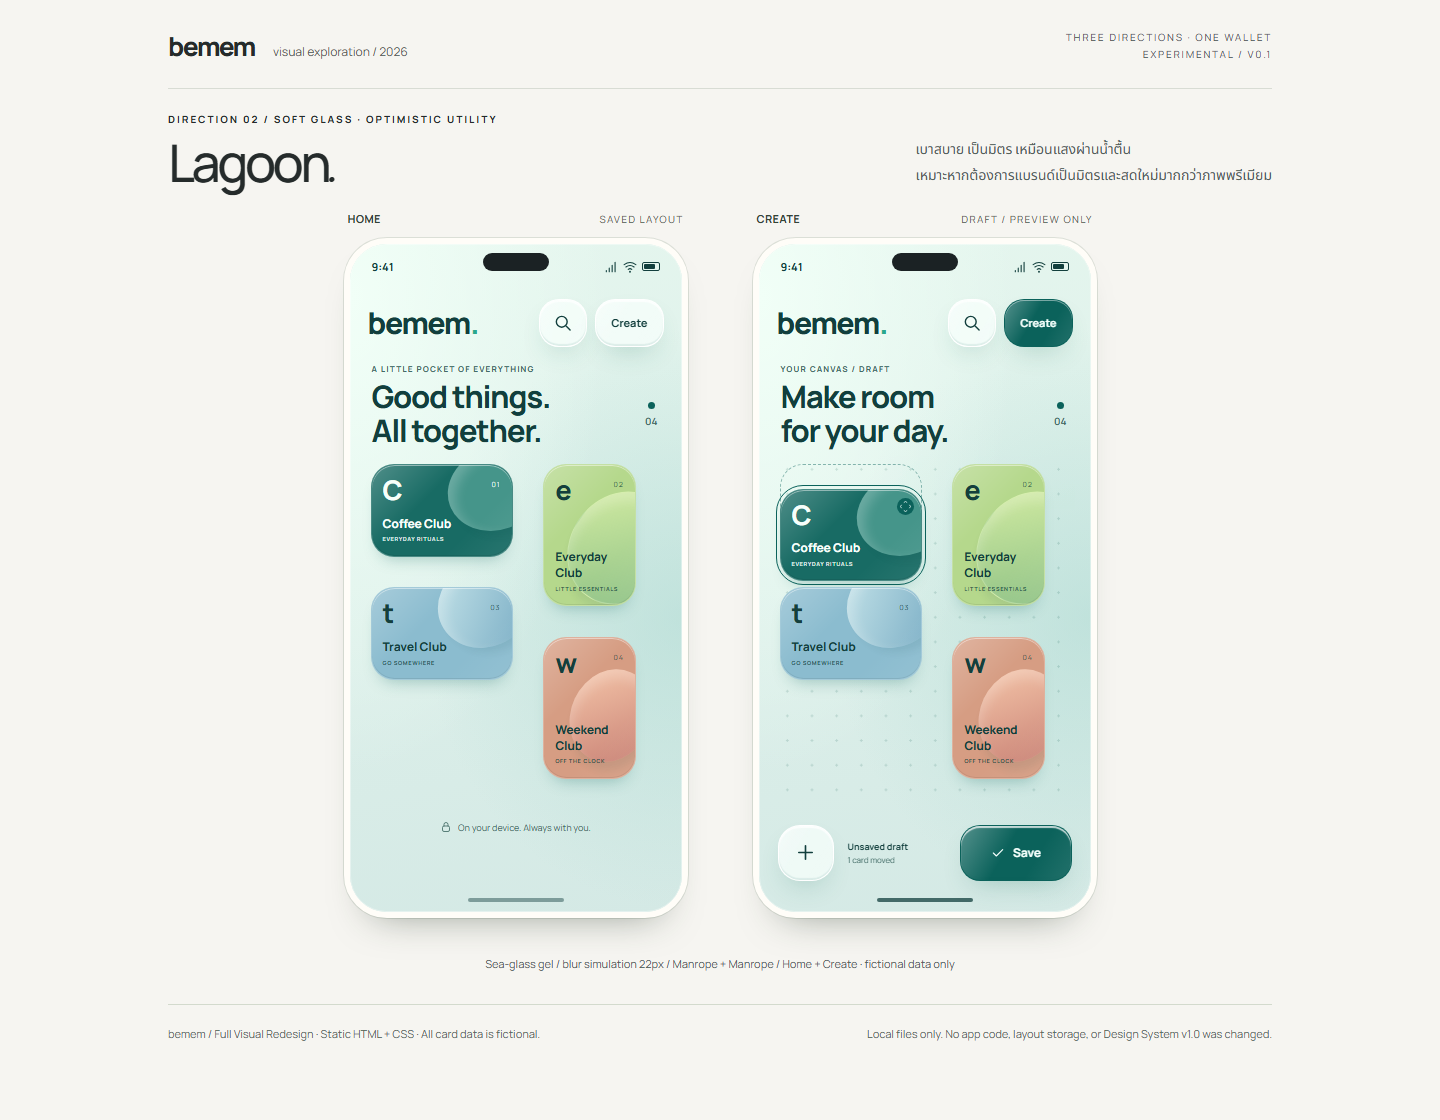 bemem visual exploration / 2026
THREE DIRECTIONS · ONE WALLET
EXPERIMENTAL / V0.1
DIRECTION 02 / SOFT GLASS · OPTIMISTIC UTILITY
Lagoon.
เบาสบาย เป็นมิตร เหมือนแสงผ่านน้ำตื้น
เหมาะหากต้องการแบรนด์เป็นมิตรและสดใหม่มากกว่าภาพพรีเมียม
HOME SAVED LAYOUT
9:41
bemem.
Create
A LITTLE POCKET OF EVERYTHING
Good things.
All together.
04
C 01
Coffee Club
EVERYDAY RITUALS
e 02
Everyday
Club
LITTLE ESSENTIALS
t 03
Travel Club
GO SOMEWHERE
w 04
Weekend
Club
OFF THE CLOCK
On your device. Always with you.
CREATE DRAFT / PREVIEW ONLY
9:41
bemem.
Create
YOUR CANVAS / DRAFT
Make room
for your day.
04
C
Coffee Club
EVERYDAY RITUALS
e 02
Everyday
Club
LITTLE ESSENTIALS
t 03
Travel Club
GO SOMEWHERE
w 04
Weekend
Club
OFF THE CLOCK
Unsaved draft
1 card moved
Save
Sea-glass gel / blur simulation 22px / Manrope + Manrope / Home + Create · fictional data only
bemem / Full Visual Redesign · Static HTML + CSS · All card data is fictional.
Local files only. No app code, layout storage, or Design System v1.0 was changed.